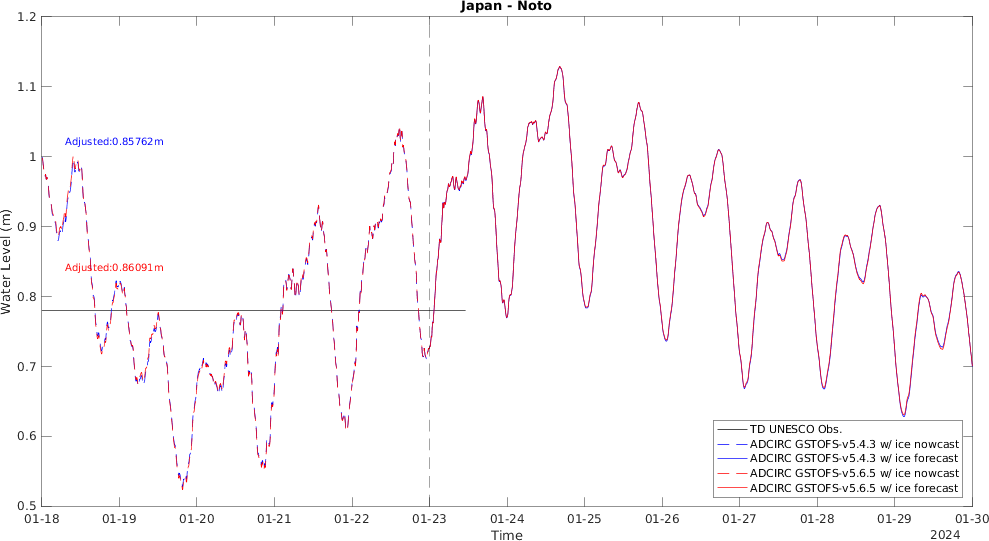 Japan - Noto
1.2
1.1
1
0.9
0.8
0.7
0.6
0.5
Water Level (m)
Adjusted:0.85762m
Adjusted:0.86091m
TD UNESCO Obs.
ADCIRC GSTOFS-v5.4.3 w/ ice nowcast
ADCIRC GSTOFS-v5.4.3 w/ ice forecast
ADCIRC GSTOFS-v5.6.5 w/ ice nowcast
ADCIRC GSTOFS-v5.6.5 w/ ice forecast
01-18 01-19 01-20 01-21 01-22 01-23 01-24 01-25 01-26 01-27 01-28 01-29 01-30
Time
2024